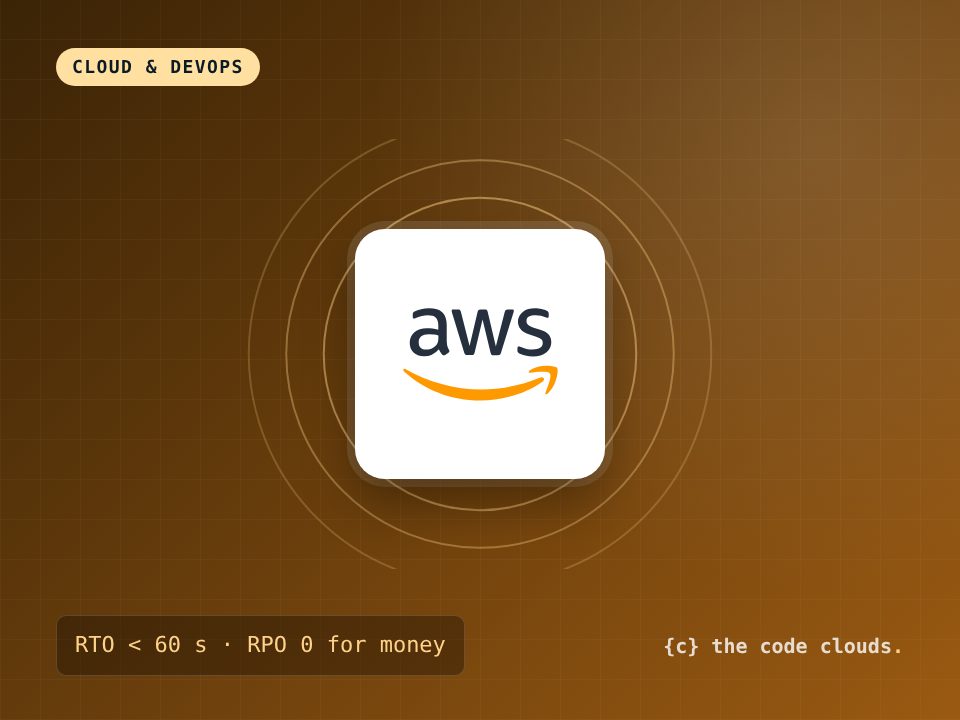 CLOUD & DEVOPS
aws
RTO < 60 s · RPO 0 for money
{c} the code clouds.